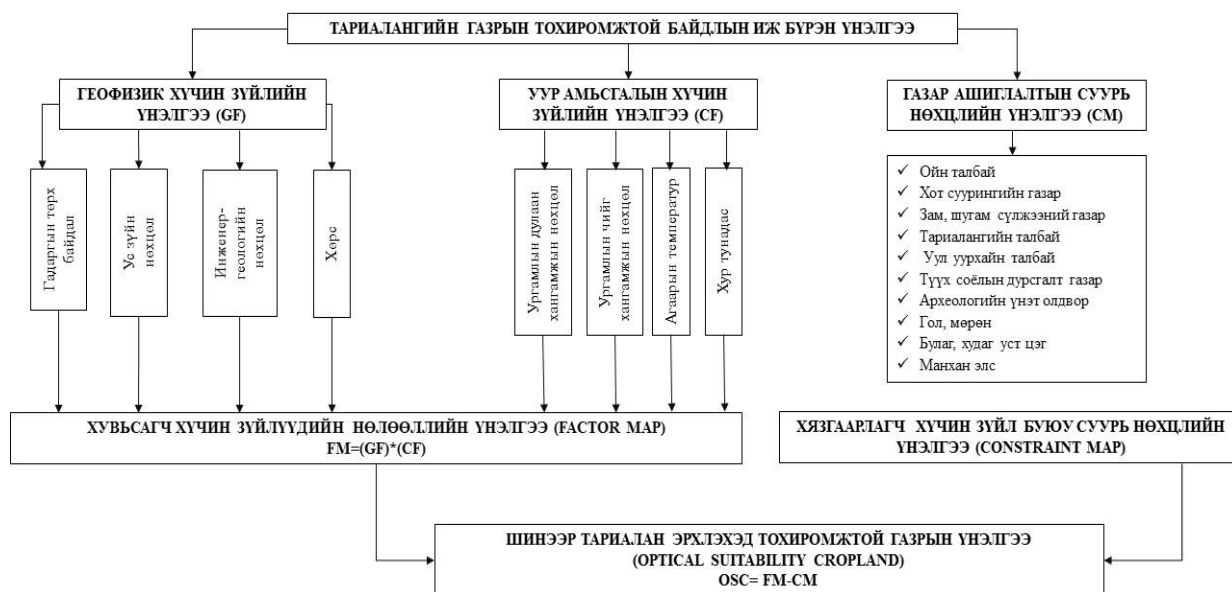 ТАРИАЛАНГИЙН ГАЗРЫН ТОХИРОМЖТОЙ БАЙДЛЫН ИЖ БҮРЭН ҮНЭЛГЭЭ
ГЕОФИЗИК ХҮЧИН ЗҮЙЛИЙН
ҮНЭЛГЭЭ (GF)
УУР АМЬСГАЛЫН ХҮЧИН
ЗҮЙЛИЙН ҮНЭЛГЭЭ (CF)
ГАЗАР АШИГЛАЛТЫН СУУРЬ
НӨХЦЛИЙН ҮНЭЛГЭЭ (CM)
Гадаргын төрх
байдал
Ус зүйн
нөхцөл
Инженер-
геологийн
нөхцөл
Хөрс
Ургамлын дулаан
хангамжын нөхцөл
Ургамлын чийг
хангамжын нөхцөл
Агаарын температур
Хур тунадас
✓ Ойн талбай
✓ Хот суурингийн газар
✓ Зам, шугам сүлжээний газар
✓ Тариалангийн талбай
✓ Уул уурхайн талбай
✓ Түүх соёлын дурсгалт газар
✓ Археологийн үнэт олдвор
✓ Гол, мөрөн
✓ Булаг, худаг уст цэг
✓ Манхан элс
ХУВЬСАГЧ ХҮЧИН ЗҮЙЛҮҮДИЙН НӨЛӨӨЛЛИЙН ҮНЭЛГЭЭ (FACTOR MAP)
FM=(GF)*(CF)
ХЯЗГААРЛАГЧ ХҮЧИН ЗҮЙЛ БУЮУ СУУРЬ НӨХЦЛИЙН
ҮНЭЛГЭЭ (CONSTRAINT MAP)
ШИНЭЭР ТАРИАЛАН ЭРХЛЭХЭД ТОХИРОМЖТОЙ ГАЗРЫН ҮНЭЛГЭЭ
(OPTICAL SUITABILITY CROPLAND)
OSC= FM-CM